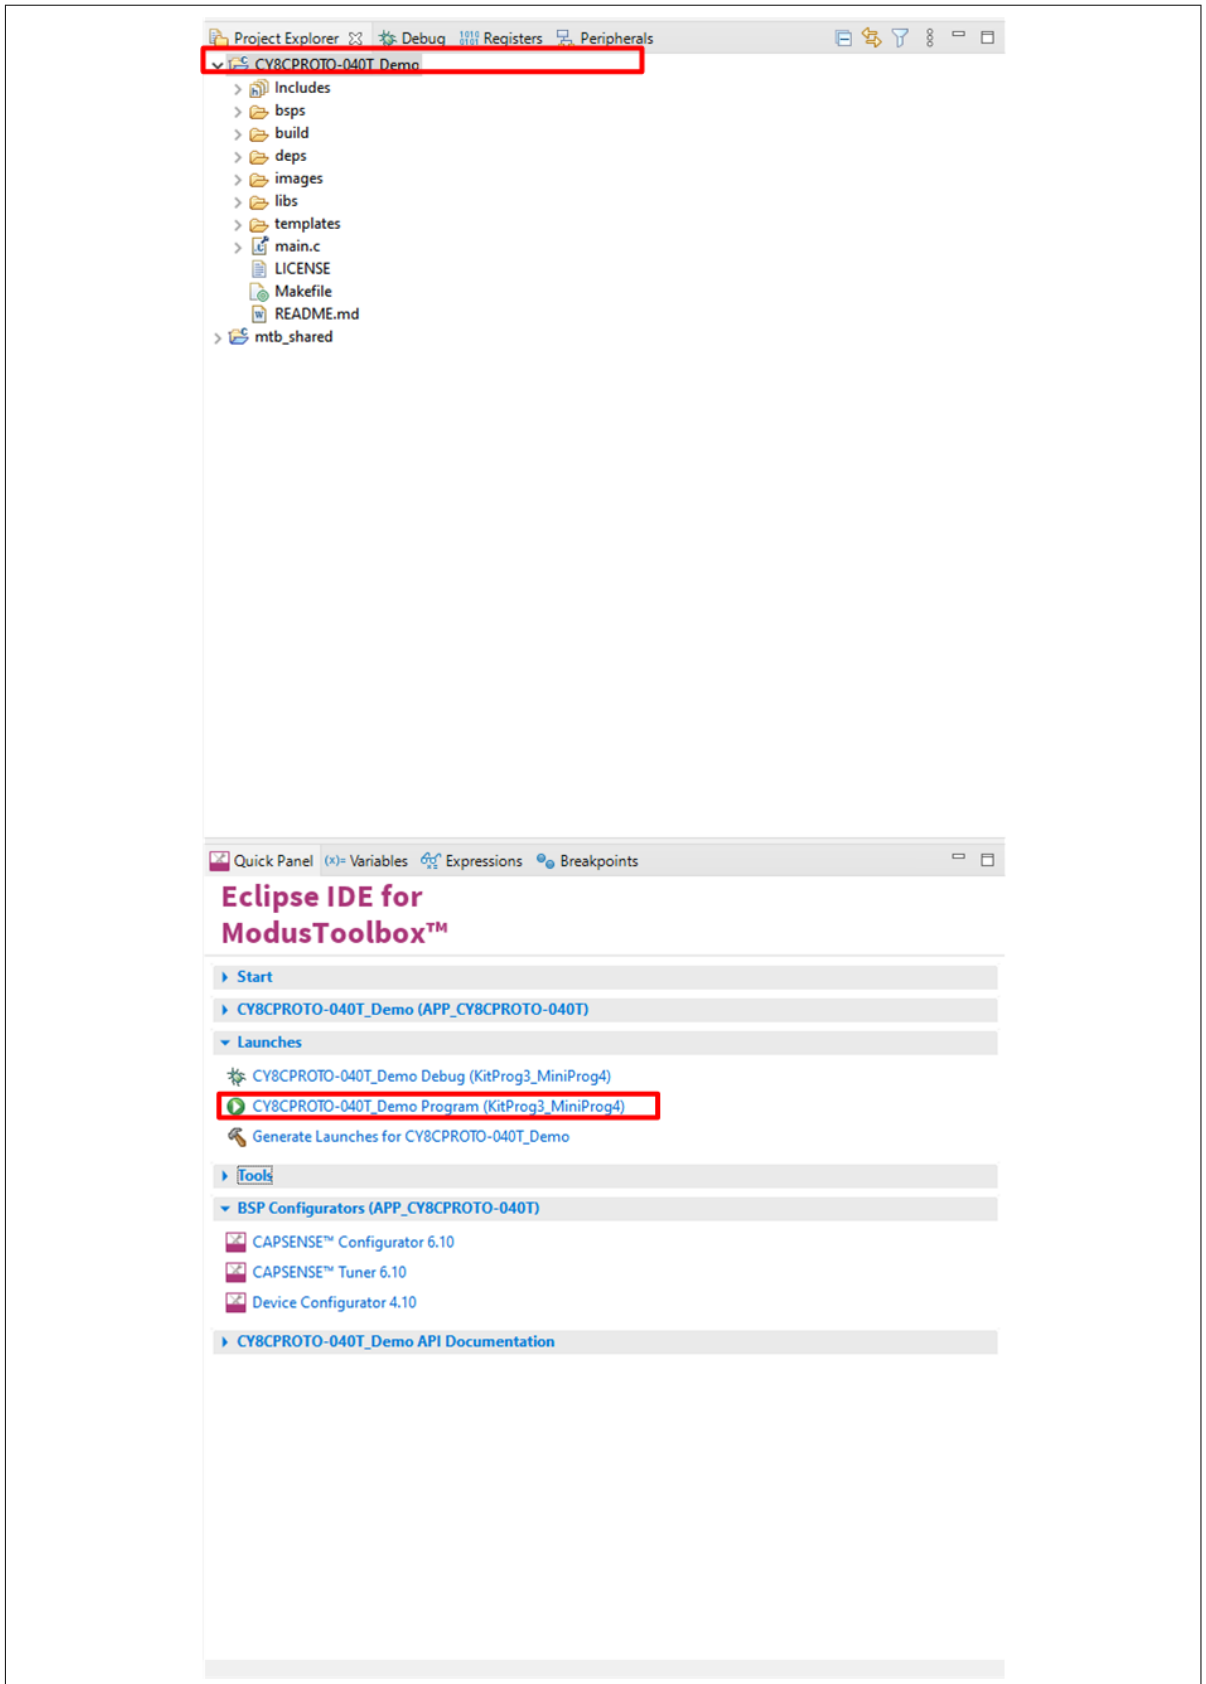 Project Explorer Debug Registers Peripherals
CY8CPROTO-040T_Demo
Includes
bsps
build
deps
images
libs
templates
main.c
LICENSE
Makefile
README.md
mtb_shared
Quick Panel (x)= Variables Expressions Breakpoints
Eclipse IDE for
ModusToolbox™
Start
CY8CPROTO-040T_Demo (APP_CY8CPROTO-040T)
Launches
CY8CPROTO-040T_Demo Debug (KitProg3_MiniProg4)
CY8CPROTO-040T_Demo Program (KitProg3_MiniProg4)
Generate Launches for CY8CPROTO-040T_Demo
Tools
BSP Configurators (APP_CY8CPROTO-040T)
CAPSENSE™ Configurator 6.10
CAPSENSE™ Tuner 6.10
Device Configurator 4.10
CY8CPROTO-040T_Demo API Documentation